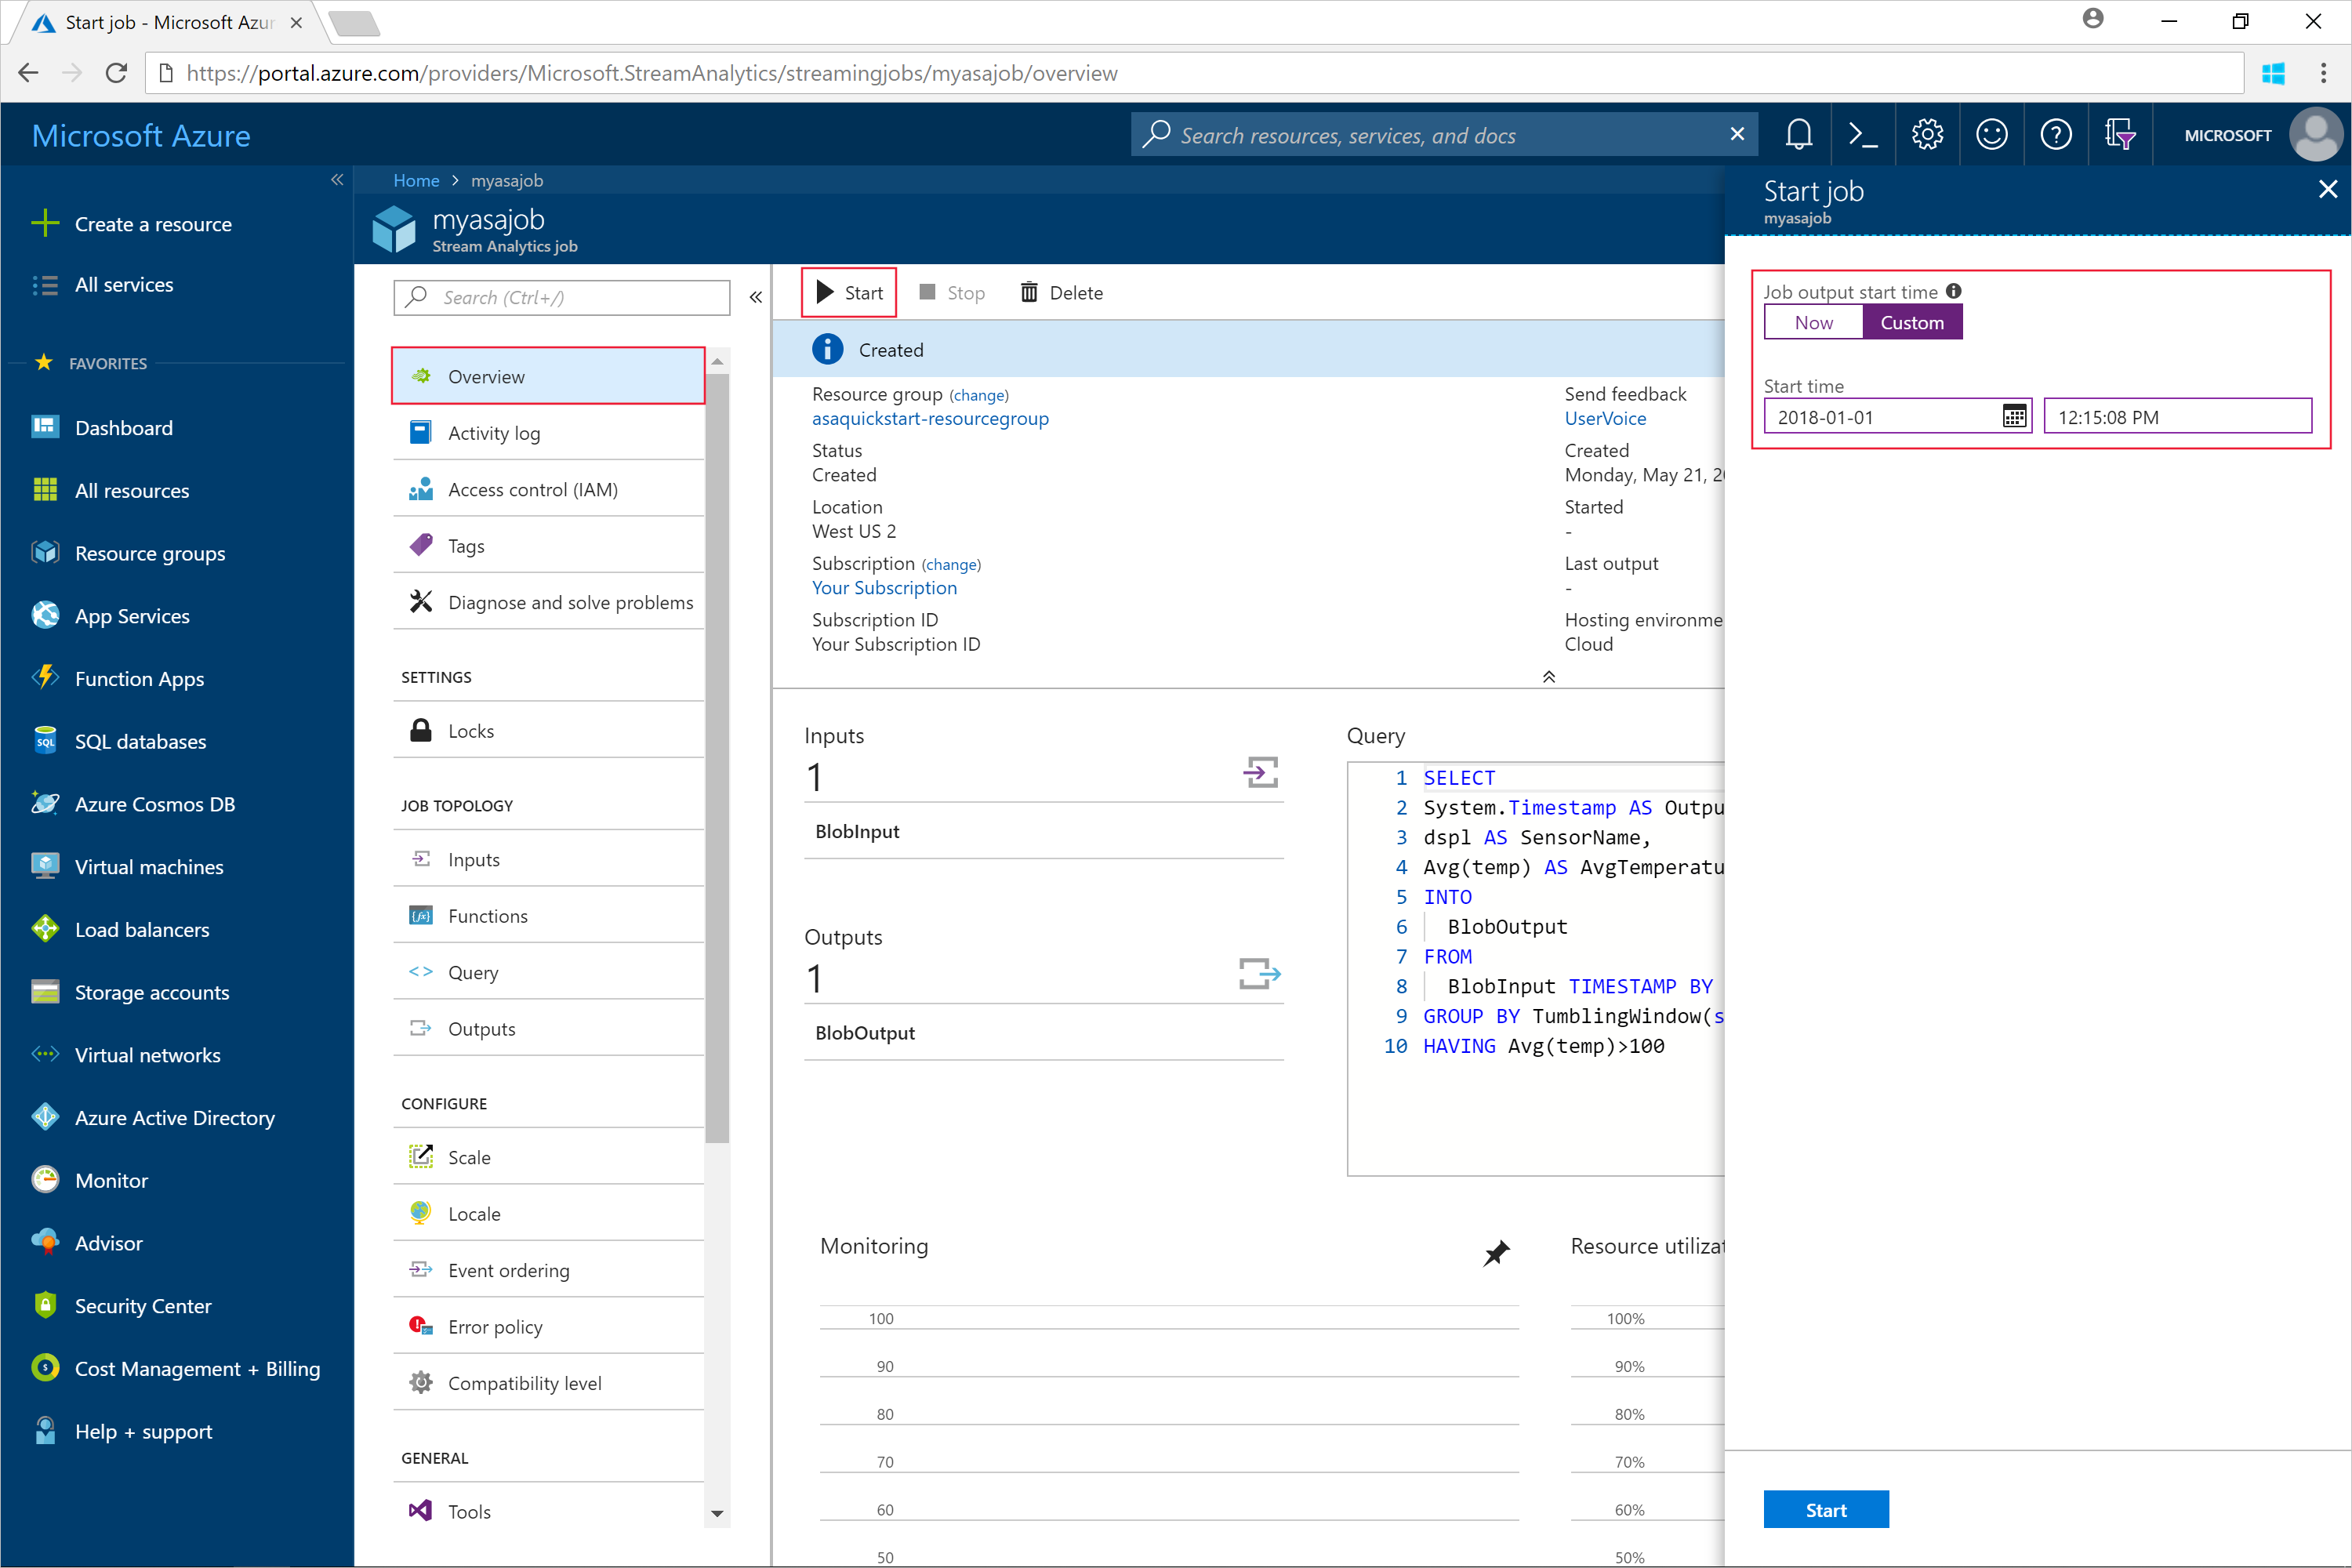 Start job - Microsoft Azur
https://portal.azure.com/providers/Microsoft.StreamAnalytics/streamingjobs/myasajob/overview
Microsoft Azure
Search resources, services, and docs
MICROSOFT
Create a resource
All services
FAVORITES
Dashboard
All resources
Resource groups
App Services
Function Apps
SQL databases
Azure Cosmos DB
Virtual machines
Load balancers
Storage accounts
Virtual networks
Azure Active Directory
Monitor
Advisor
Security Center
Cost Management + Billing
Help + support
Home > myasajob
myasajob
Stream Analytics job
Search (Ctrl+/)
Overview
Activity log
Access control (IAM)
Tags
Diagnose and solve problems
SETTINGS
Locks
JOB TOPOLOGY
Inputs
Functions
Query
Outputs
CONFIGURE
Scale
Locale
Event ordering
Error policy
Compatibility level
GENERAL
Tools
Start Stop Delete
Created
Resource group (change)
asaquickstart-resourcegroup
Status
Created
Location
West US 2
Subscription (change)
Your Subscription
Subscription ID
Your Subscription ID
Send feedback
UserVoice
Created
Monday, May 21, 20
Started
-
Last output
-
Hosting environme
Cloud
Inputs
1
BlobInput
Outputs
1
BlobOutput
Query
1 SELECT
2 System.Timestamp AS Outpu
3 dspl AS SensorName,
4 Avg(temp) AS AvgTemperatu
5 INTO
6 BlobOutput
7 FROM
8 BlobInput TIMESTAMP BY
9 GROUP BY TumblingWindow(s
10 HAVING Avg(temp)>100
Monitoring
100
90
80
70
60
50
Resource utilizat
100%
90%
80%
70%
60%
50%
Start job
myasajob
Job output start time
Now Custom
Start time
2018-01-01 12:15:08 PM
Start